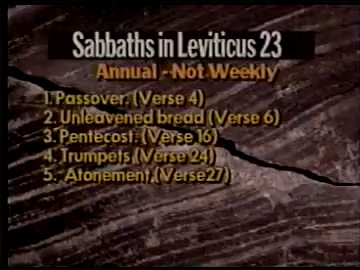 Sabbaths in Leviticus 23
Annual - Not Weekly
1. Passover. (Verse 4)
2. Unleavened bread (Verse 6)
3. Pentecost. (Verse 16)
4. Trumpets (Verse 24)
5. Atonement.(Verse27)